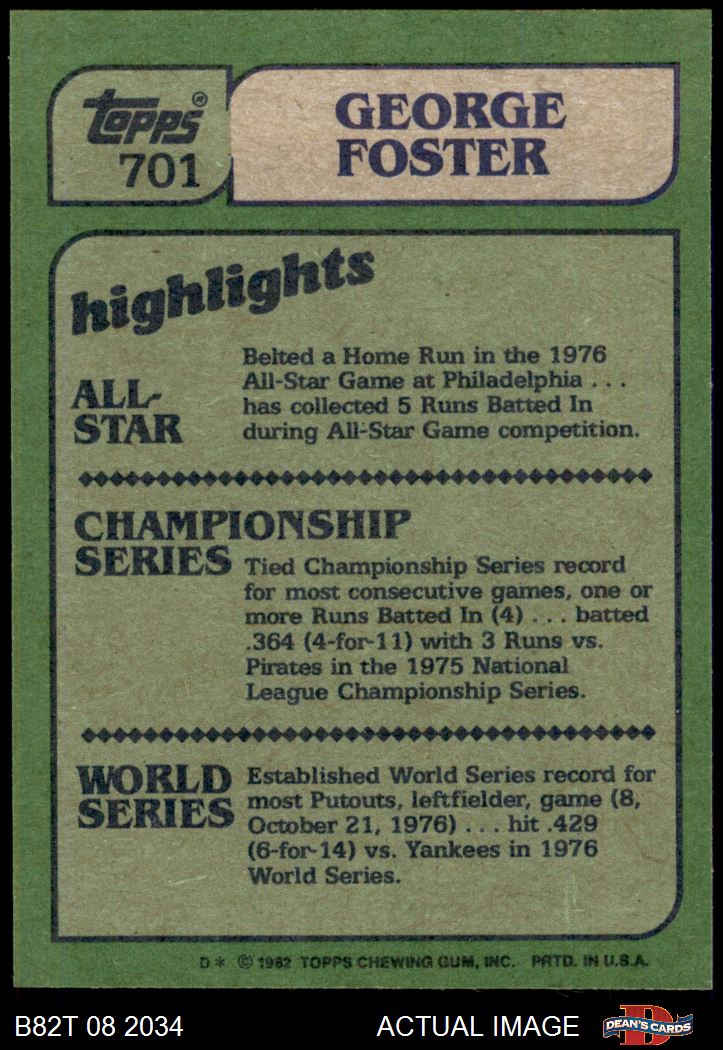 topps®
701
GEORGE
FOSTER
highlights
ALL-
STAR
Belted a Home Run in the 1976
All-Star Game at Philadelphia . . .
has collected 5 Runs Batted In
during All-Star Game competition.
CHAMPIONSHIP
SERIES
Tied Championship Series record
for most consecutive games, one or
more Runs Batted In (4) . . . batted
.364 (4-for-11) with 3 Runs vs.
Pirates in the 1975 National
League Championship Series.
WORLD
SERIES
Established World Series record for
most Putouts, leftfielder, game (8,
October 21, 1976) . . . hit .429
(6-for-14) vs. Yankees in 1976
World Series.
D* © 1982 TOPPS CHEWING GUM, INC. PRTD. IN U.S.A.
B82T 08 2034 ACTUAL IMAGE
DEAN'S CARDS